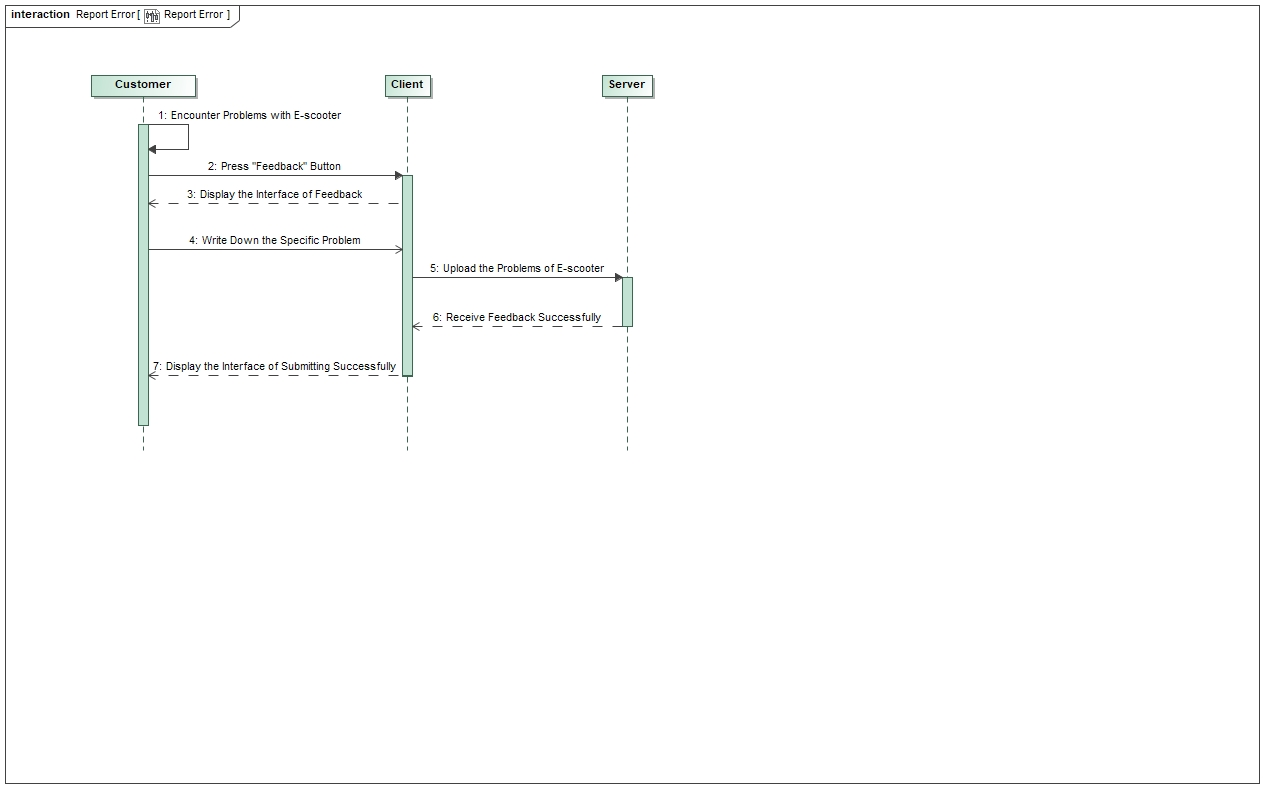 interaction Report Error [ Report Error ]
Customer
Client
Server
1: Encounter Problems with E-scooter
2: Press "Feedback" Button
3: Display the Interface of Feedback
4: Write Down the Specific Problem
5: Upload the Problems of E-scooter
6: Receive Feedback Successfully
7: Display the Interface of Submitting Successfully